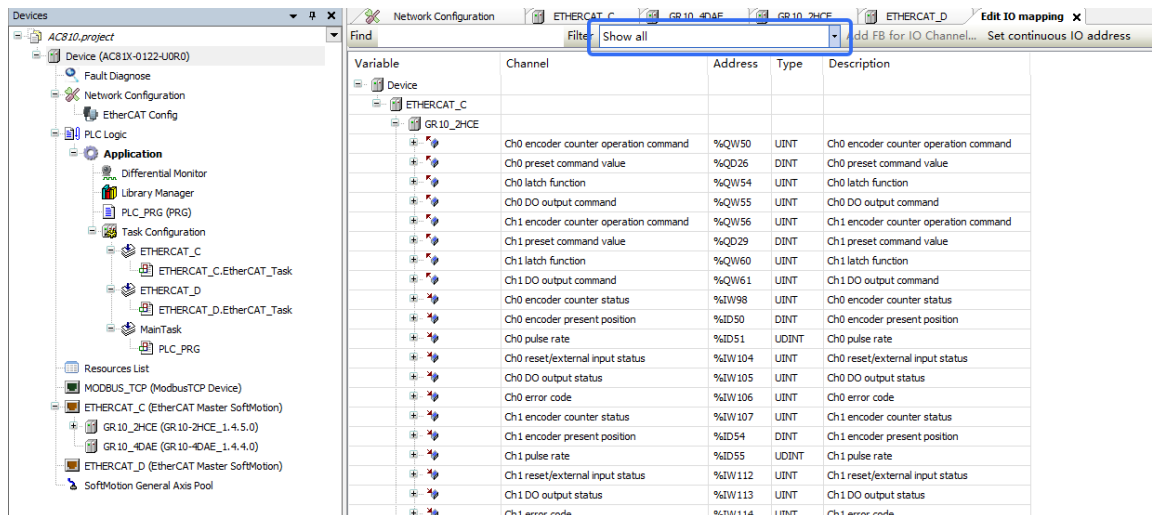 Devices
AC810.project
Device (AC81X-0122-U0R0)
Fault Diagnose
Network Configuration
EtherCAT Config
PLC Logic
Application
Differential Monitor
Library Manager
PLC_PRG (PRG)
Task Configuration
ETHERCAT_C
ETHERCAT_C.EtherCAT_Task
ETHERCAT_D
ETHERCAT_D.EtherCAT_Task
MainTask
PLC_PRG
Resources List
MODBUS_TCP (ModbusTCP Device)
ETHERCAT_C (EtherCAT Master SoftMotion)
GR10_2HCE (GR10-2HCE_1.4.5.0)
GR10_4DAE (GR10-4DAE_1.4.4.0)
ETHERCAT_D (EtherCAT Master SoftMotion)
SoftMotion General Axis Pool
Network Configuration ETHERCAT_C GR10_4DAE GR10_2HCE ETHERCAT_D Edit IO mapping
Find Filter Show all Add FB for IO Channel... Set continuous IO address
Variable Channel Address Type Description
Device
ETHERCAT_C
GR10_2HCE
Ch0 encoder counter operation command %QW50 UINT Ch0 encoder counter operation command
Ch0 preset command value %QD26 DINT Ch0 preset command value
Ch0 latch function %QW54 UINT Ch0 latch function
Ch0 DO output command %QW55 UINT Ch0 DO output command
Ch1 encoder counter operation command %QW56 UINT Ch1 encoder counter operation command
Ch1 preset command value %QD29 DINT Ch1 preset command value
Ch1 latch function %QW60 UINT Ch1 latch function
Ch1 DO output command %QW61 UINT Ch1 DO output command
Ch0 encoder counter status %IW98 UINT Ch0 encoder counter status
Ch0 encoder present position %ID50 DINT Ch0 encoder present position
Ch0 pulse rate %ID51 UDINT Ch0 pulse rate
Ch0 reset/external input status %IW104 UINT Ch0 reset/external input status
Ch0 DO output status %IW105 UINT Ch0 DO output status
Ch0 error code %IW106 UINT Ch0 error code
Ch1 encoder counter status %IW107 UINT Ch1 encoder counter status
Ch1 encoder present position %ID54 DINT Ch1 encoder present position
Ch1 pulse rate %ID55 UDINT Ch1 pulse rate
Ch1 reset/external input status %IW112 UINT Ch1 reset/external input status
Ch1 DO output status %IW113 UINT Ch1 DO output status
Ch1 error code %IW114 UINT Ch1 error code